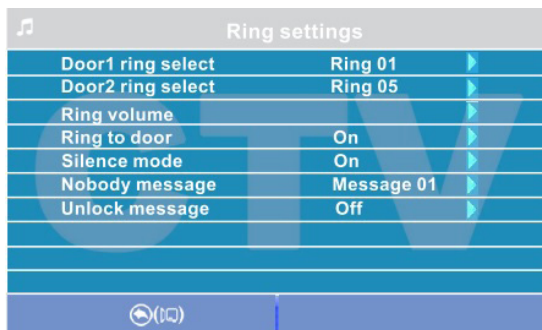 Ring settings
Door1 ring select Ring 01
Door2 ring select Ring 05
Ring volume
Ring to door On
Silence mode On
Nobody message Message 01
Unlock message Off
CTV